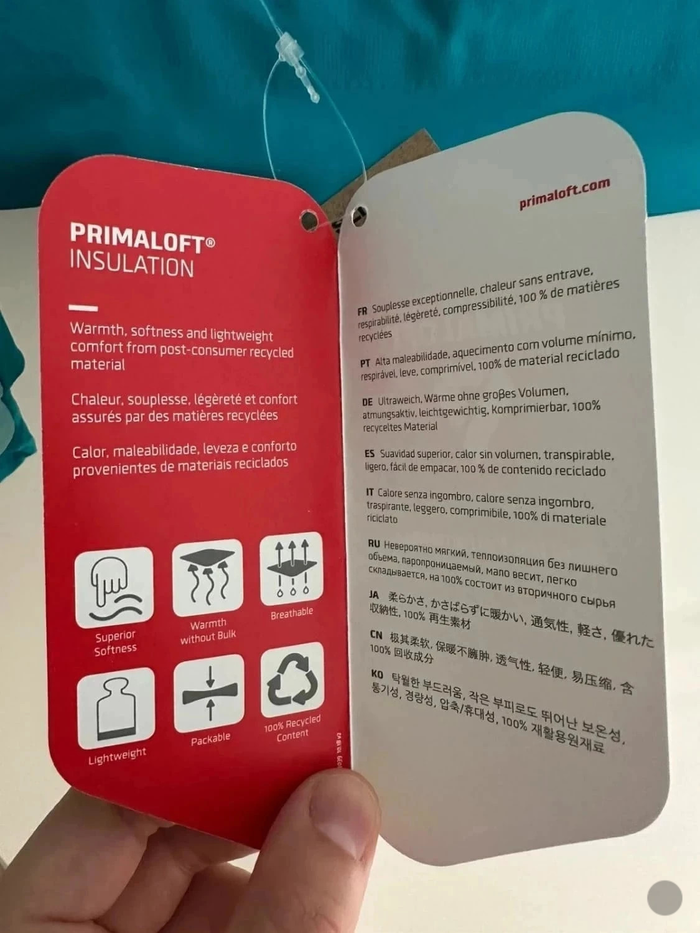 PRIMALOFT®
INSULATION
Warmth, softness and lightweight
comfort from post-consumer recycled
material
Chaleur, souplesse, légèreté et confort
assurés par des matières recyclées
Calor, maleabilidade, leveza e conforto
provenientes de materiais reciclados
Superior
Softness
Warmth
without Bulk
Breathable
Lightweight
Packable
100% Recycled
Content
primaloft.com
FR Souplesse exceptionnelle, chaleur sans entrave,
respirabilité, légèreté, compressibilité, 100 % de matières
recyclées
PT Alta maleabilidade, aquecimento com volume mínimo,
respirável, leve, comprimível, 100% de material reciclado
DE Ultraweich, Wärme ohne großes Volumen,
atmungsaktiv, leichtgewichtig, Komprimierbar, 100%
recyceltes Material
ES Suavidad superior, calor sin volumen, transpirable,
ligero, fácil de empacar, 100 % de contenido reciclado
IT Calore senza ingombro, calore senza ingombro,
traspirante, leggero, comprimibile, 100% di materiale
riciclato
RU Невероятно мягкий, теплоизоляция без лишнего
объема, паропроницаемый, мало весит, легко
складывается, на 100% состоит из вторичного сырья
JA 柔らかさ, かさばらずに暖かい, 通気性, 軽さ, 優れた
収納性, 100% 再生素材
CN 极其柔软, 保暖不臃肿, 透气性, 轻便, 易压缩, 含
100% 回收成分
KO 탁월한 부드러움, 작은 부피로도 뛰어난 보온성,
통기성, 경량성, 압축/휴대성, 100% 재활용원재료